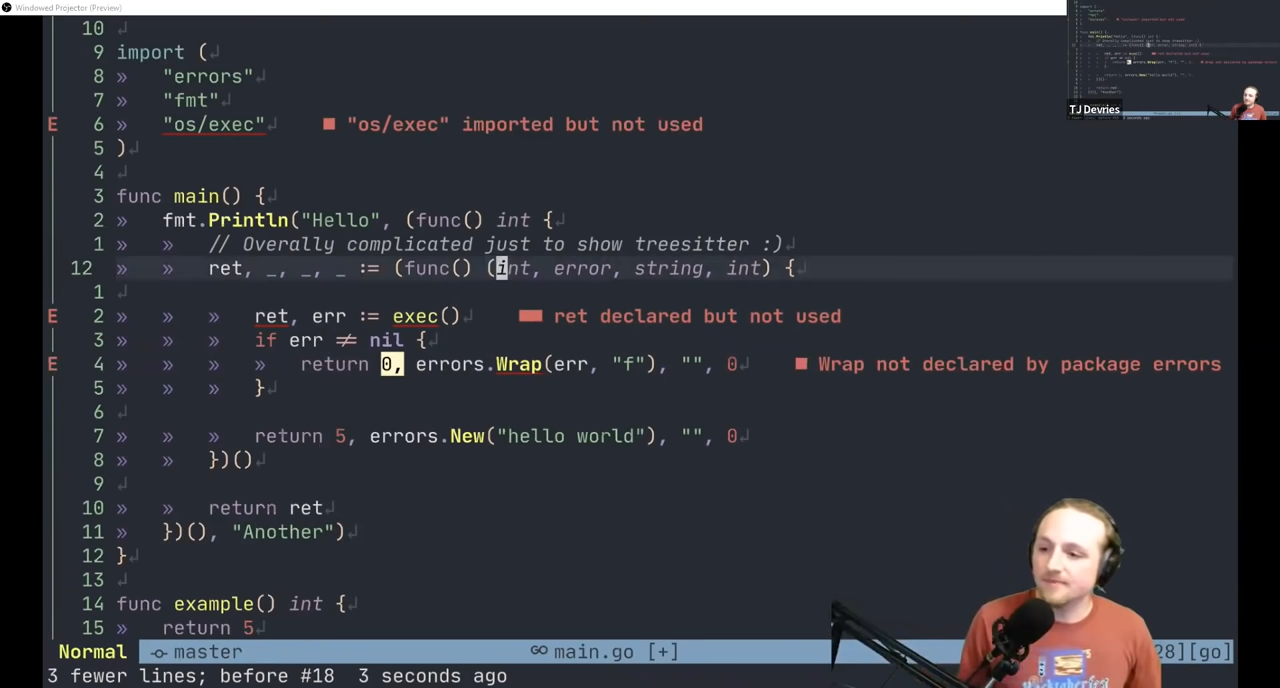 Windowed Projector (Preview)
10 ↲
9 import (
8 » "errors"
7 » "fmt"
E 6 » "os/exec"↲ ■ "os/exec" imported but not used
5 )↲
4 ↲
3 func main() {↲
2 » fmt.Println("Hello", (func() int {↲
1 » » // Overally complicated just to show treesitter :)↲
12 » » ret, _, _, _ := (func() (int, error, string, int) {↲
1 ↲
E 2 » » » ret, err := exec()↲ ■■ ret declared but not used
3 » » » if err ≠ nil {↲
E 4 » » » » return 0, errors.Wrap(err, "f"), "", 0↲ ■ Wrap not declared by package errors
5 » » » }↲
6 ↲
7 » » » return 5, errors.New("hello world"), "", 0↲
8 » » })()↲
9 ↲
10 » » return ret↲
11 » })(), "Another")↲
12 }↲
13 ↲
14 func example() int {↲
15 » return 5↲
Normal master main.go [+] 28][go]
3 fewer lines; before #18 3 seconds ago
TJ Devries